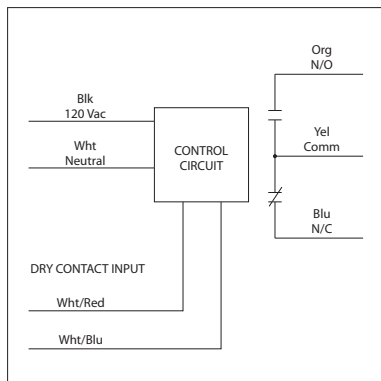 Org
N/O
Blk
120 Vac
Yel
Comm
Wht
Neutral
CONTROL
CIRCUIT
Blu
N/C
DRY CONTACT INPUT
Wht/Red
Wht/Blu